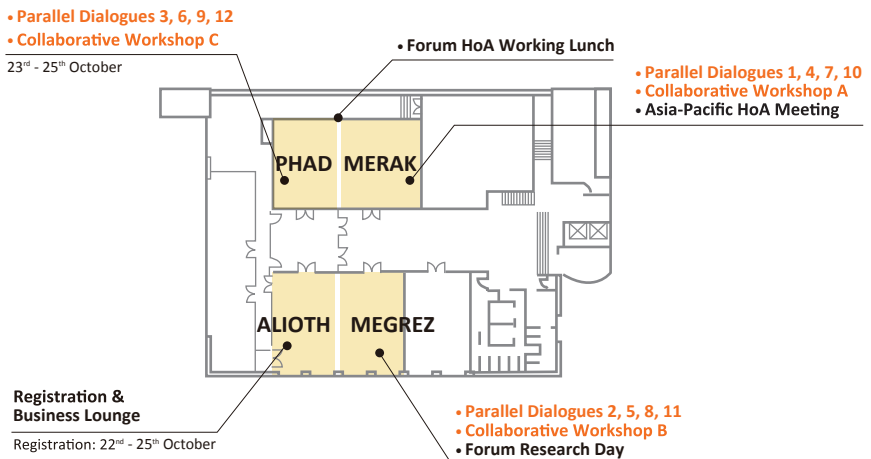 • Parallel Dialogues 3, 6, 9, 12
• Collaborative Workshop C
23rd - 25th October
• Forum HoA Working Lunch
• Parallel Dialogues 1, 4, 7, 10
• Collaborative Workshop A
• Asia-Pacific HoA Meeting
PHAD
MERAK
ALIOTH
MEGREZ
Registration &
Business Lounge
Registration: 22nd - 25th October
• Parallel Dialogues 2, 5, 8, 11
• Collaborative Workshop B
• Forum Research Day